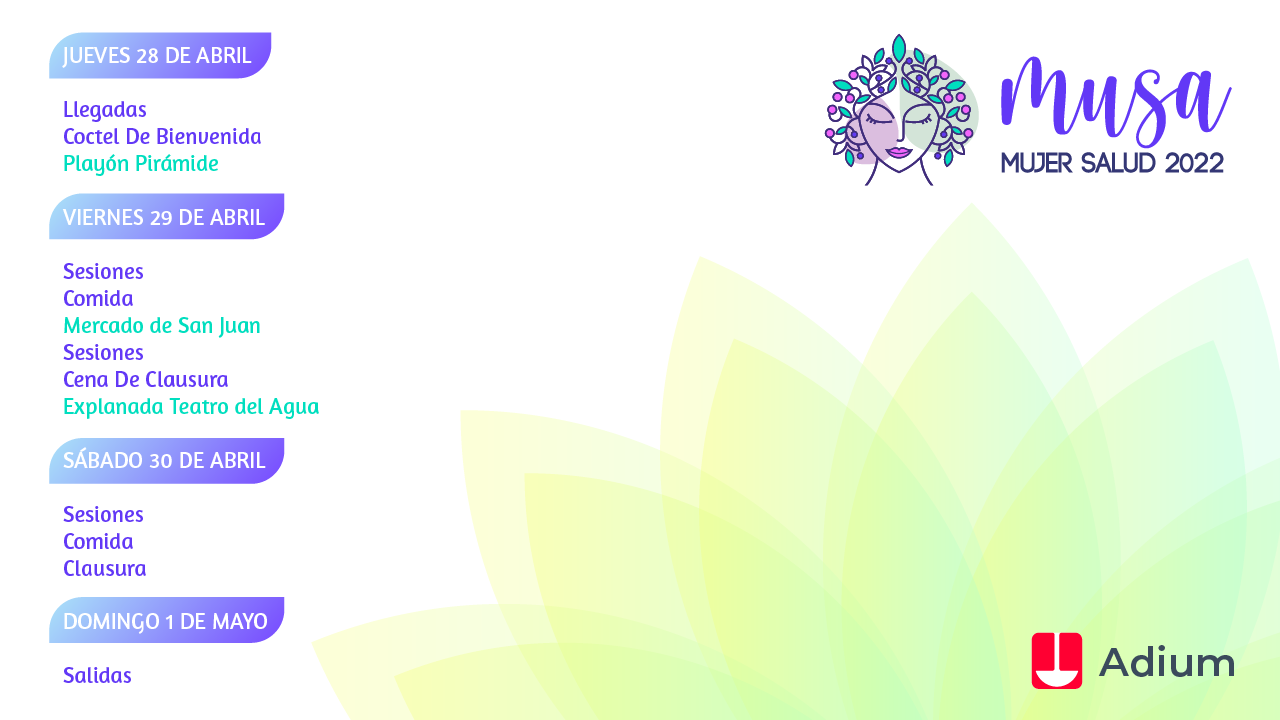 JUEVES 28 DE ABRIL
Llegadas
Coctel De Bienvenida
Playón Pirámide
VIERNES 29 DE ABRIL
Sesiones
Comida
Mercado de San Juan
Sesiones
Cena De Clausura
Explanada Teatro del Agua
SÁBADO 30 DE ABRIL
Sesiones
Comida
Clausura
DOMINGO 1 DE MAYO
Salidas
musa
MUJER SALUD 2022
Adium